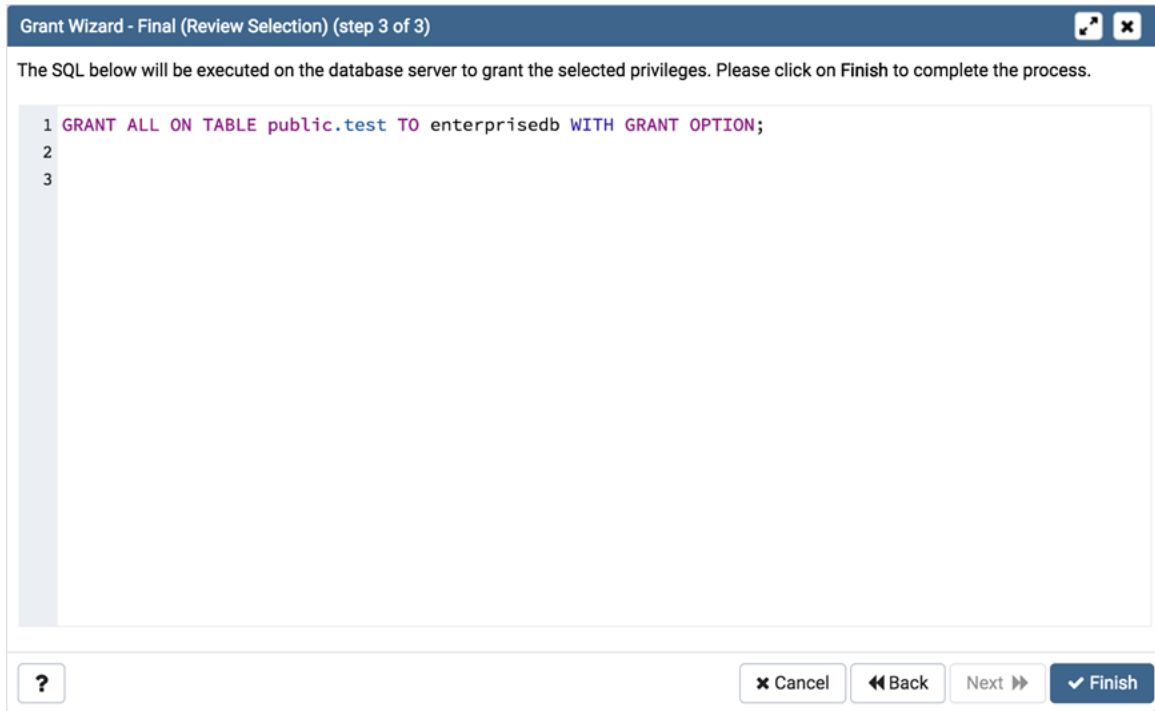 Grant Wizard - Final (Review Selection) (step 3 of 3)
The SQL below will be executed on the database server to grant the selected privileges. Please click on Finish to complete the process.
1 GRANT ALL ON TABLE public.test TO enterprisedb WITH GRANT OPTION;
2
3
? Cancel Back Next Finish